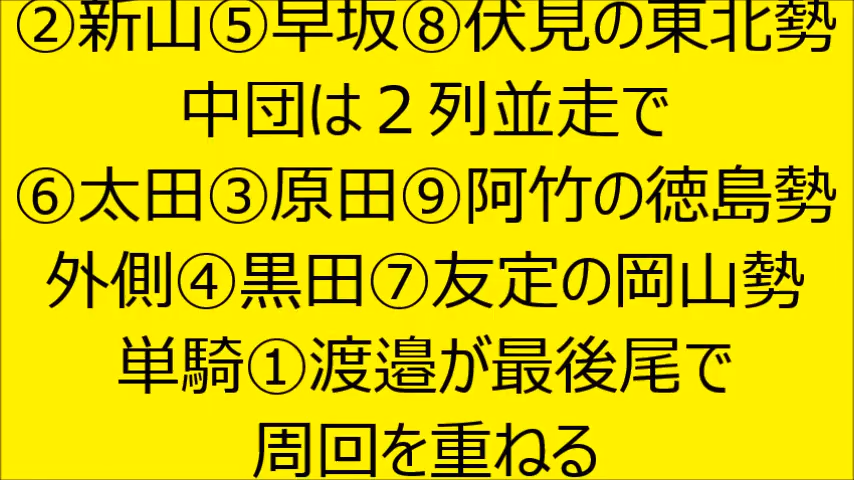 ②新山⑤早坂⑧伏見の東北勢
中団は２列並走で
⑥太田③原田⑨阿竹の徳島勢
外側④黒田⑦友定の岡山勢
単騎①渡邉が最後尾で
周回を重ねる